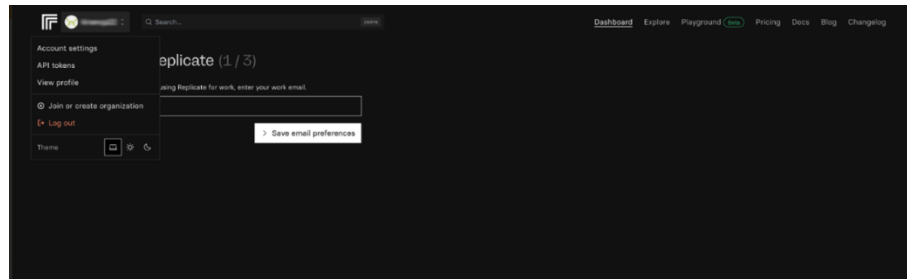 Search...
Dashboard Explore Playground (beta) Pricing Docs Blog Changelog
Account settings
API tokens
View profile
Join or create organization
Log out
Theme
eplicate (1 / 3)
using Replicate for work, enter your work email.
> Save email preferences